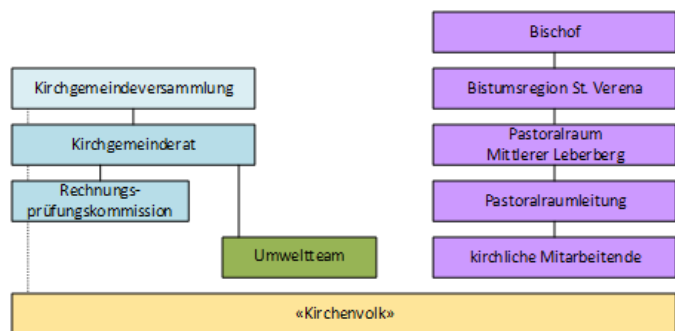 Kirchgemeindeversammlung
Kirchgemeinderat
Rechnungs-
prüfungskommission
Umweltteam
Bischof
Bistumsregion St. Verena
Pastoralraum
Mittlerer Leberberg
Pastoralraumleitung
kirchliche Mitarbeitende
«Kirchenvolk»